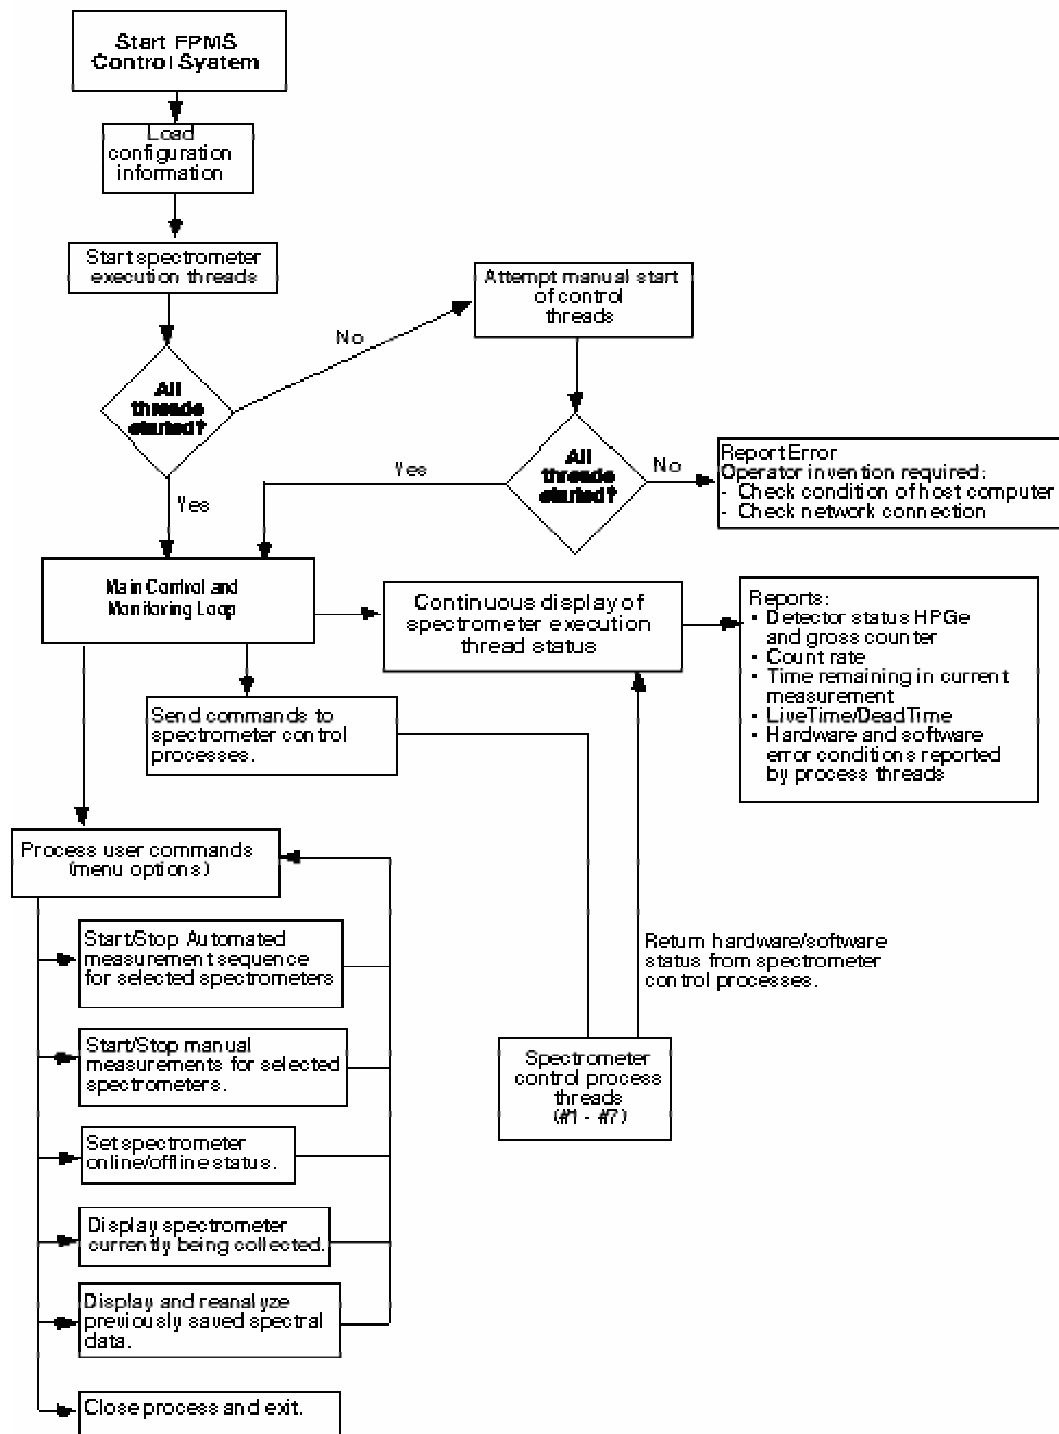 Start FPMS
Control System
Load
configuration
information
Start spectrometer
execution threads
Attempt manual start
of control
threads
No
All
threads
started?
Yes
All
threads
started?
Yes
No
Report Error
Operator invention required:
- Check condition of host computer
- Check network connection
Main Control and
Monitoring Loop
Continuous display of
spectrometer execution
thread status
Reports:
• Detector status HPGe
and gross counter
• Count rate
• Time remaining in current
measurement
• LiveTime/DeadTime
• Hardware and software
error conditions reported
by process threads
Send commands to
spectrometer control
processes.
Process user commands
(menu options)
Start/Stop Automated
measurement sequence
for selected spectrometers
Start/Stop manual
measurements for selected
spectrometers.
Set spectrometer
online/offline status.
Display spectrometer
currently being collected.
Display and reanalyze
previously saved spectral
data.
Close process and exit.
Return hardware/software
status from spectrometer
control processes.
Spectrometer
control process
threads
(#1 - #7)